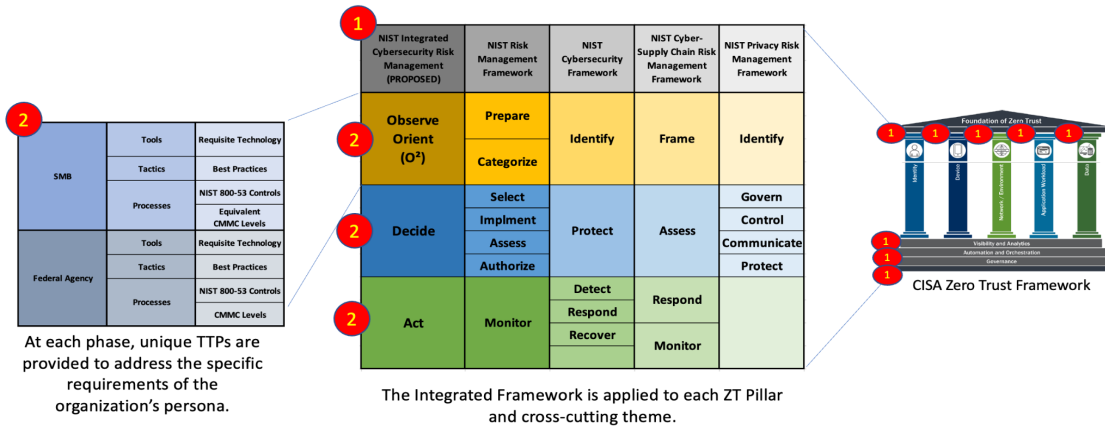 1
NIST Integrated
Cybersecurity Risk
Management
(PROPOSED)
NIST Risk
Management
Framework
NIST
Cybersecurity
Framework
NIST Cyber-
Supply Chain Risk
Management
Framework
NIST Privacy Risk
Management
Framework
2
Observe
Orient
(O²)
Prepare
Categorize
Identify
Frame
Identify
2
Decide
Select
Implment
Assess
Authorize
Protect
Assess
Govern
Control
Communicate
Protect
2
Act
Monitor
Detect
Respond
Recover
Respond
Monitor
The Integrated Framework is applied to each ZT Pillar
and cross-cutting theme.
2
SMB
Tools
Requisite Technology
Tactics
Best Practices
Processes
NIST 800-53 Controls
Equivalent
CMMC Levels
Federal Agency
Tools
Requisite Technology
Tactics
Best Practices
Processes
NIST 800-53 Controls
CMMC Levels
At each phase, unique TTPs are
provided to address the specific
requirements of the
organization's persona.
Foundation of Zero Trust
1
1
1
1
1
Identity
Device
Network / Environment
Application Workload
Data
1
Visibility and Analytics
1
Automation and Orchestration
1
Governance
CISA Zero Trust Framework